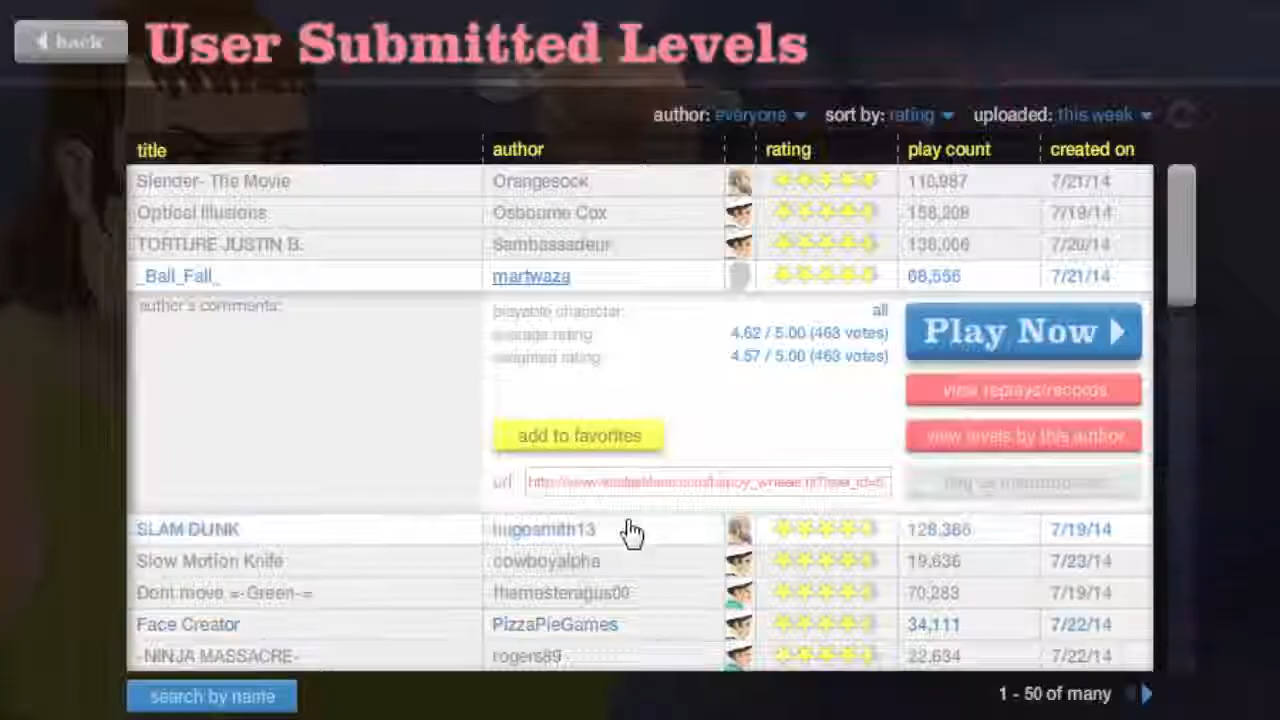 back
User Submitted Levels
author: everyone sort by: rating uploaded: this week
title author rating play count created on
Slender- The Movie Orangesock 110,987 7/21/14
Optical Illusions Osbourne Cox 158,208 7/19/14
TORTURE JUSTIN B. Sambassadeur 138,006 7/20/14
_Ball_Fall_ martwaza 68,556 7/21/14
author's comments:
playable character: all
average rating 4.62 / 5.00 (463 votes)
weighted rating 4.57 / 5.00 (463 votes)
Play Now
view replays/records
add to favorites
view levels by this author
url
SLAM DUNK hugosmith13 128,386 7/19/14
Slow Motion Knife cowboyalpha 19,636 7/23/14
Dont move =-Green-= themasteragus00 70,283 7/19/14
Face Creator PizzaPieGames 34,111 7/22/14
-NINJA MASSACRE- rogers89 22,634 7/22/14
search by name
1 - 50 of many